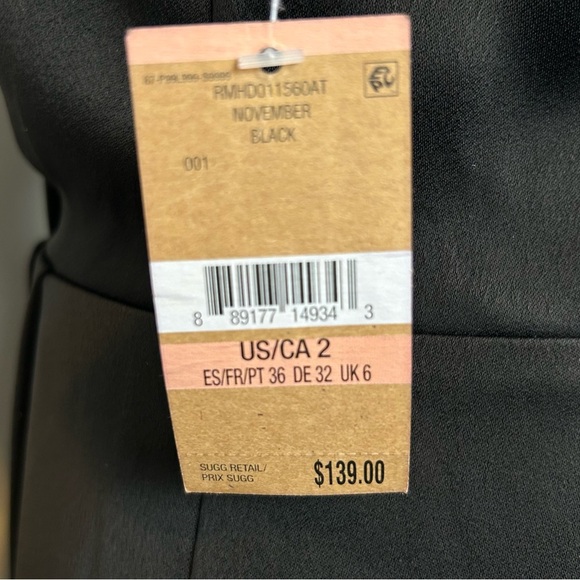 RMHD011560AT
NOVEMBER
BLACK
001
8 89177 14934 3
US/CA 2
ES/FR/PT 36 DE 32 UK 6
SUGG RETAIL/
PRIX SUGG
$139.00